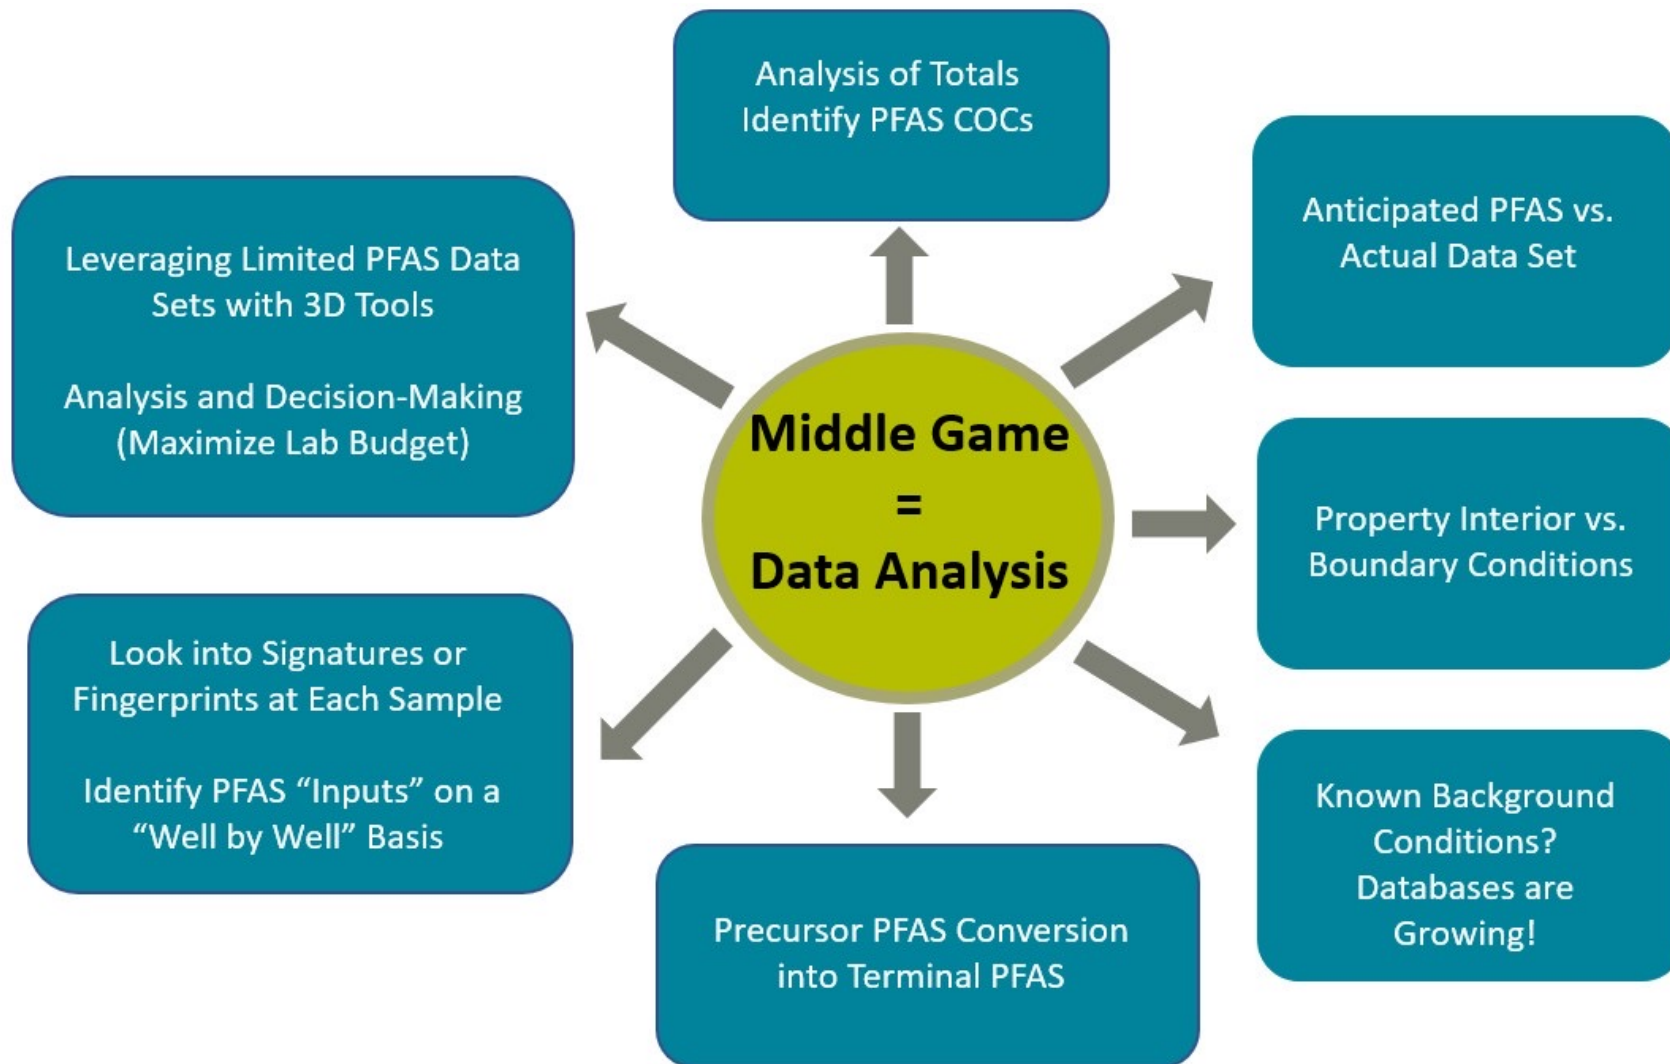 Analysis of Totals
Identify PFAS COCs
Anticipated PFAS vs.
Actual Data Set
Leveraging Limited PFAS Data
Sets with 3D Tools
Analysis and Decision-Making
(Maximize Lab Budget)
Middle Game
=
Data Analysis
Property Interior vs.
Boundary Conditions
Look into Signatures or
Fingerprints at Each Sample
Identify PFAS “Inputs” on a
“Well by Well” Basis
Known Background
Conditions?
Databases are
Growing!
Precursor PFAS Conversion
into Terminal PFAS